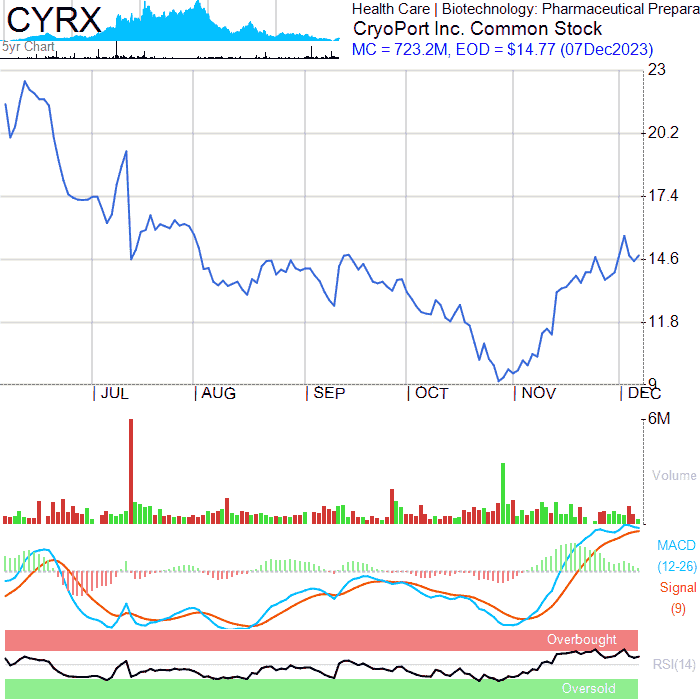 CYRX
5yr Chart
Health Care | Biotechnology: Pharmaceutical Prepara
CryoPort Inc. Common Stock
MC = 723.2M, EOD = $14.77 (07Dec2023)
23
20.2
17.4
14.6
11.8
9
JUL
AUG
SEP
OCT
NOV
DEC
6M
Volume
MACD
(12-26)
Signal
(9)
Overbought
RSI(14)
Oversold